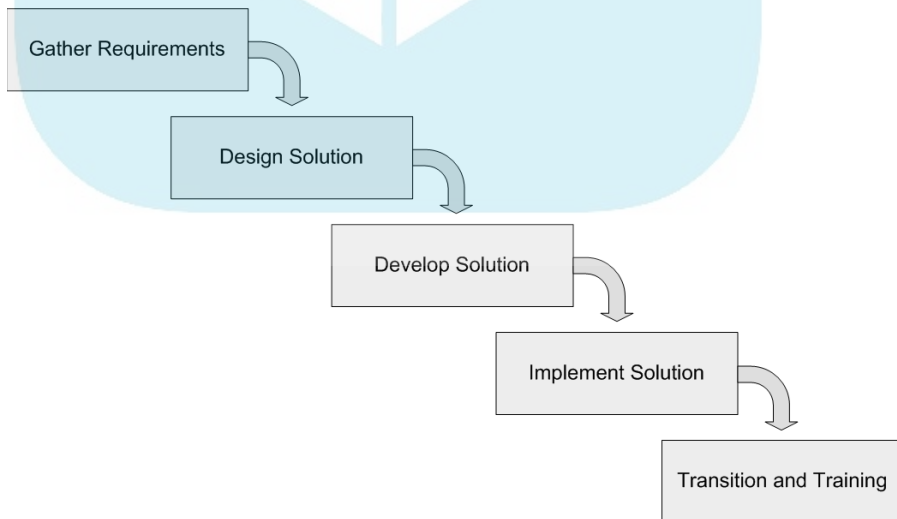 Gather Requirements
Design Solution
Develop Solution
Implement Solution
Transition and Training